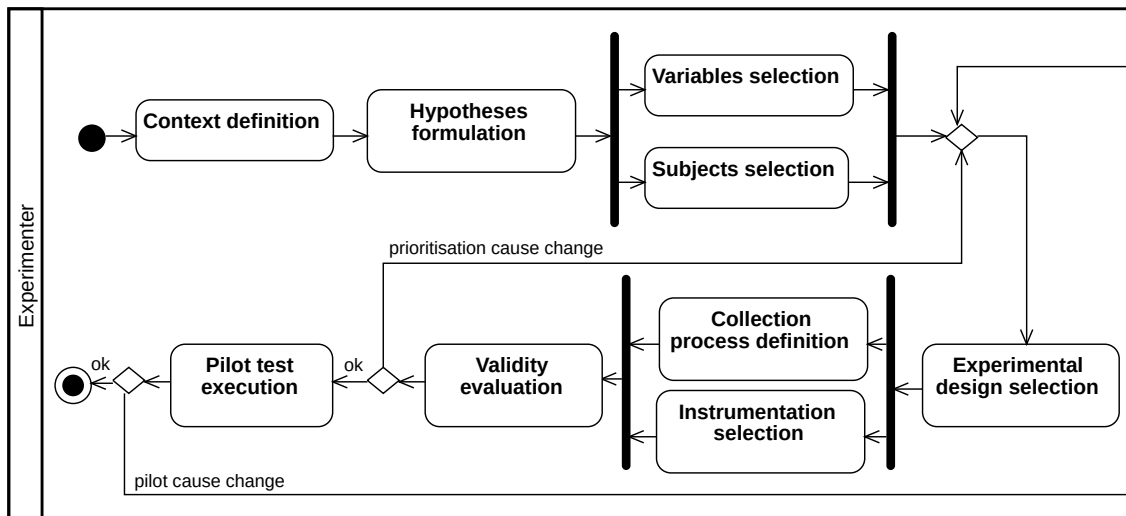 Experimenter
Context definition
Hypotheses
formulation
Variables selection
Subjects selection
prioritisation cause change
ok
Pilot test
execution
ok
Validity
evaluation
Collection
process definition
Instrumentation
selection
Experimental
design selection
pilot cause change